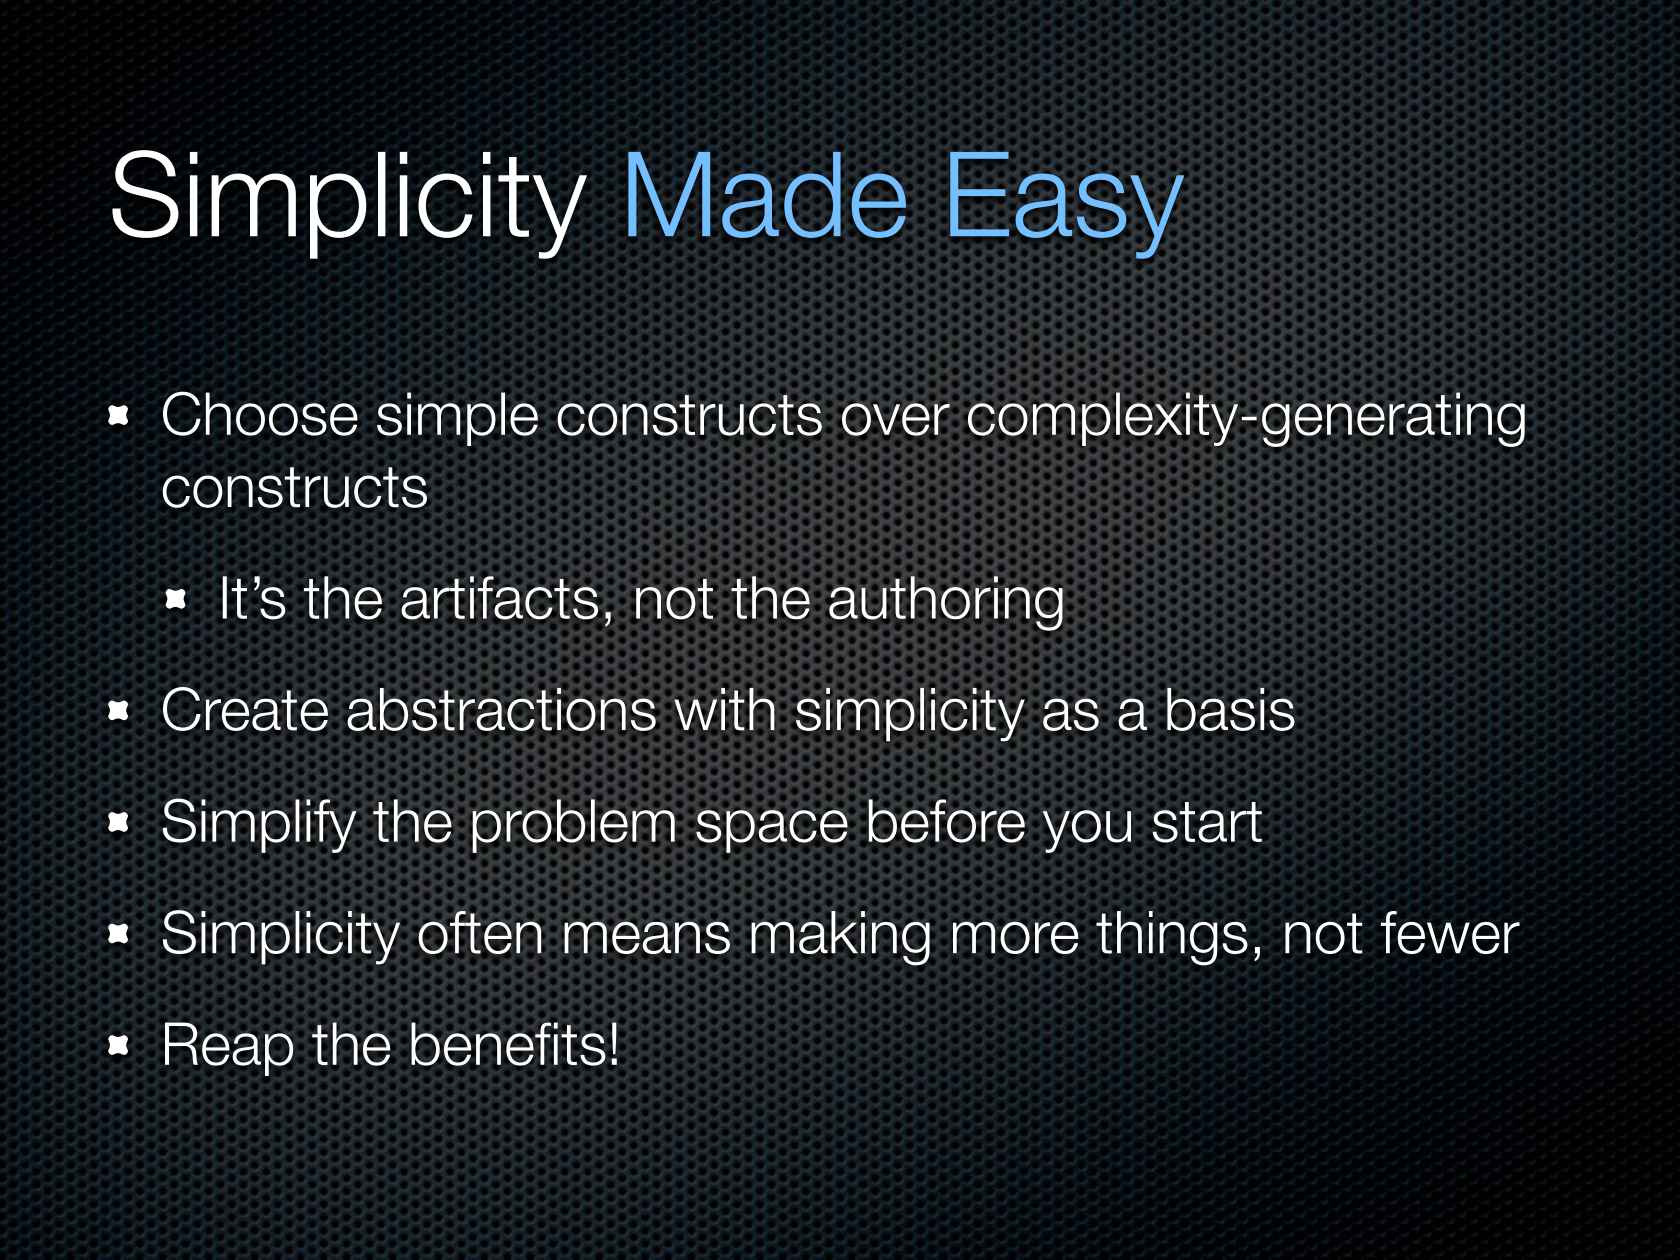 Simplicity Made Easy
Choose simple constructs over complexity-generating
constructs
It’s the artifacts, not the authoring
Create abstractions with simplicity as a basis
Simplify the problem space before you start
Simplicity often means making more things, not fewer
Reap the benefits!